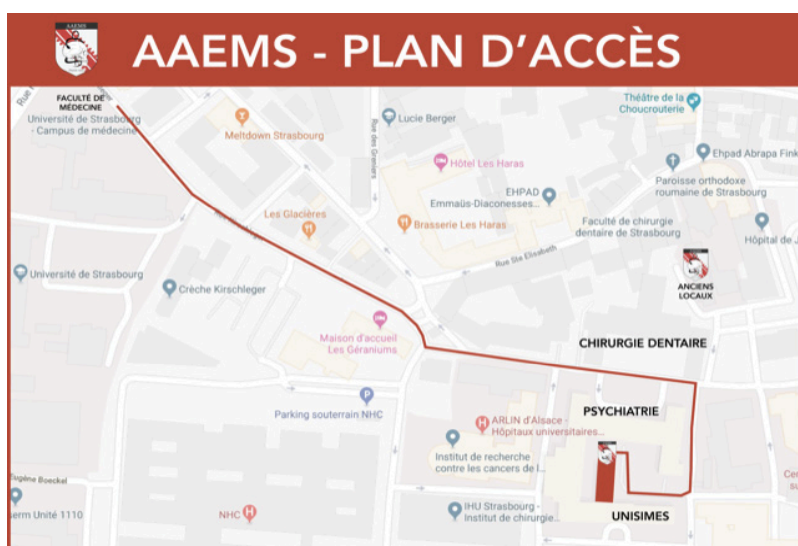 AAEMS
AAEMS - PLAN D'ACCÈS
FACULTÉ DE
MÉDECINE
Université de Strasbourg
- Campus de médecine
Meltdown Strasbourg
Rue des Greniers
Lucie Berger
Théâtre de la
Choucrouterie
Hôtel Les Haras
Ehpad Abrapa Fink
Paroisse orthodoxe
roumaine de Strasbourg
EHPAD
Emmaüs-Diaconesses...
Les Glacières
Brasserie Les Haras
Faculté de chirurgie
dentaire de Strasbourg
Hôpital de J
Rue Ste Elisabeth
Université de Strasbourg
Crèche Kirschleger
ANCIENS
LOCAUX
Maison d'accueil
Les Géraniums
CHIRURGIE DENTAIRE
Parking souterrain NHC
PSYCHIATRIE
ARLIN d'Alsace -
Hôpitaux universitaires...
Institut de recherche
contre les cancers de l...
Cen
su
Eugène Boeckel
erm Unité 1110
NHC
IHU Strasbourg -
Institut de chirurgie...
UNISIMES